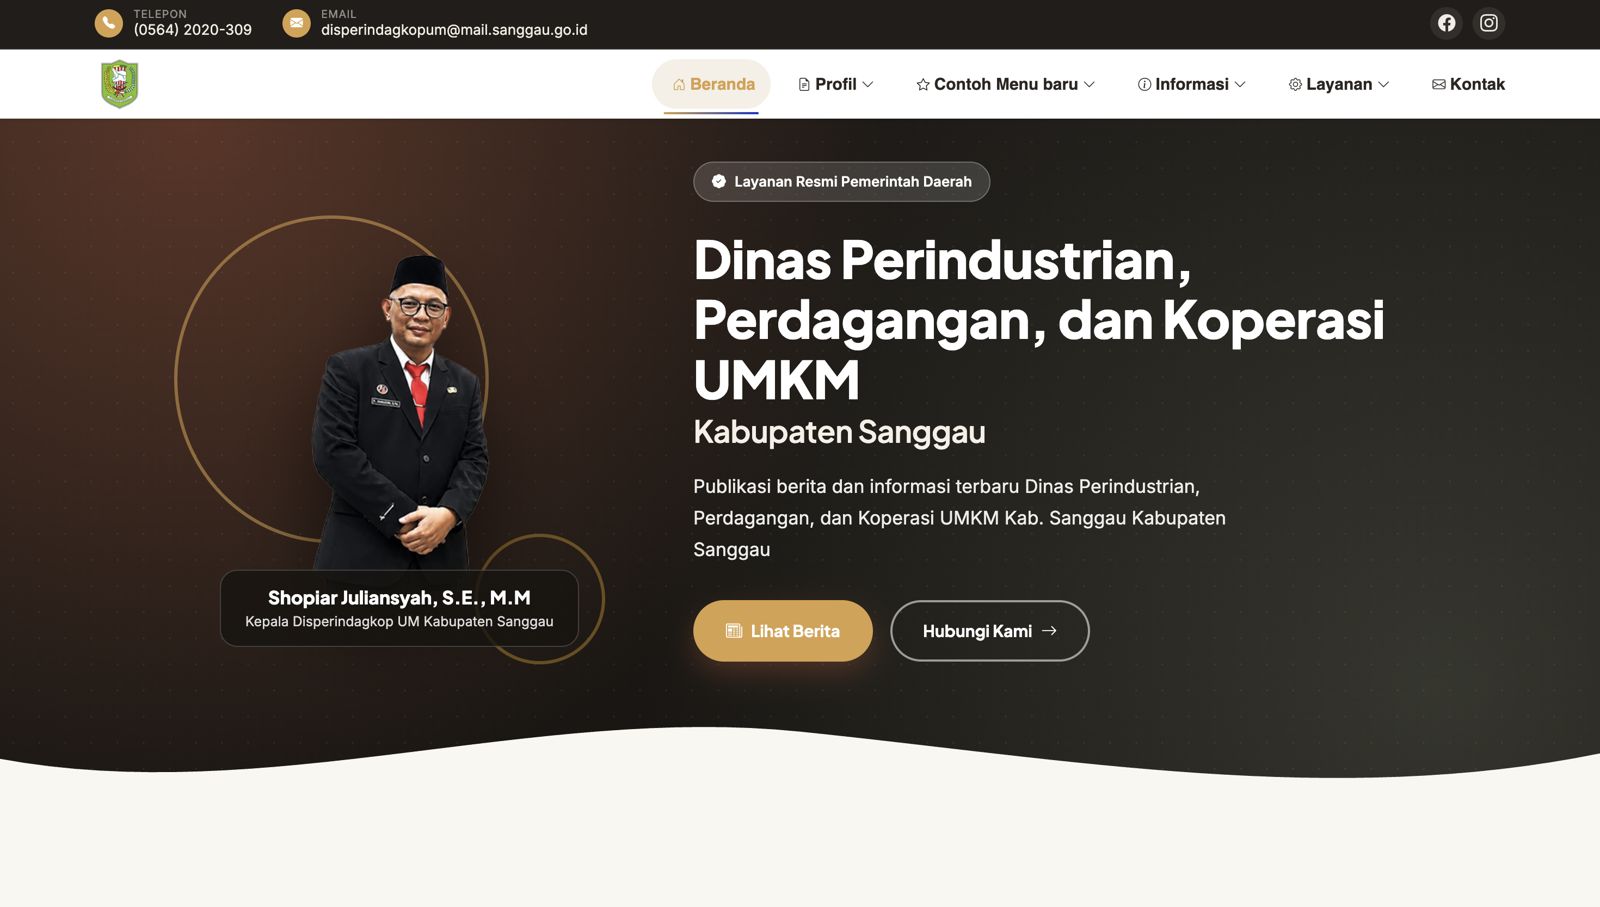 TELEPON
(0564) 2020-309
EMAIL
disperindagkopum@mail.sanggau.go.id
Beranda
Profil
Contoh Menu baru
Informasi
Layanan
Kontak
Layanan Resmi Pemerintah Daerah
Dinas Perindustrian,
Perdagangan, dan Koperasi
UMKM
Kabupaten Sanggau
Publikasi berita dan informasi terbaru Dinas Perindustrian,
Perdagangan, dan Koperasi UMKM Kab. Sanggau Kabupaten
Sanggau
Lihat Berita
Hubungi Kami
Shopiar Juliansyah, S.E., M.M
Kepala Disperindagkop UM Kabupaten Sanggau